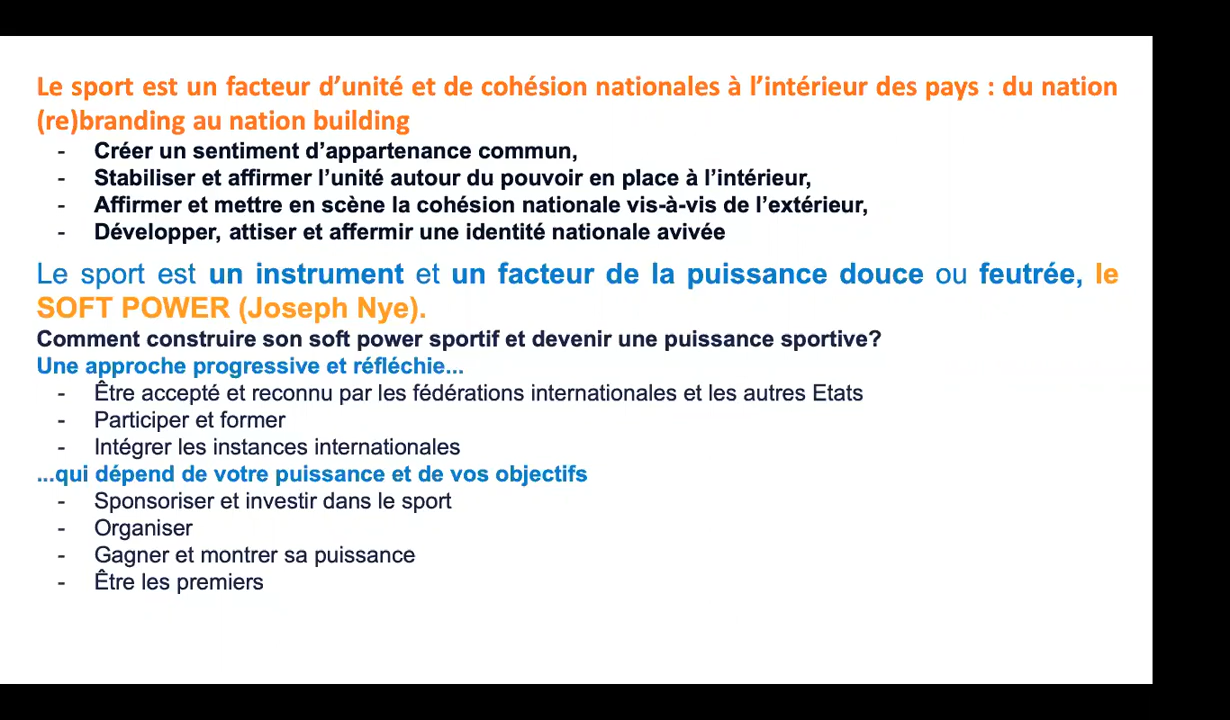 Le sport est un facteur d’unité et de cohésion nationales à l’intérieur des pays : du nation
(re)branding au nation building
- Créer un sentiment d’appartenance commun,
- Stabiliser et affirmer l’unité autour du pouvoir en place à l’intérieur,
- Affirmer et mettre en scène la cohésion nationale vis-à-vis de l’extérieur,
- Développer, attiser et affermir une identité nationale avivée
Le sport est un instrument et un facteur de la puissance douce ou feutrée, le
SOFT POWER (Joseph Nye).
Comment construire son soft power sportif et devenir une puissance sportive?
Une approche progressive et réfléchie...
- Être accepté et reconnu par les fédérations internationales et les autres Etats
- Participer et former
- Intégrer les instances internationales
...qui dépend de votre puissance et de vos objectifs
- Sponsoriser et investir dans le sport
- Organiser
- Gagner et montrer sa puissance
- Être les premiers